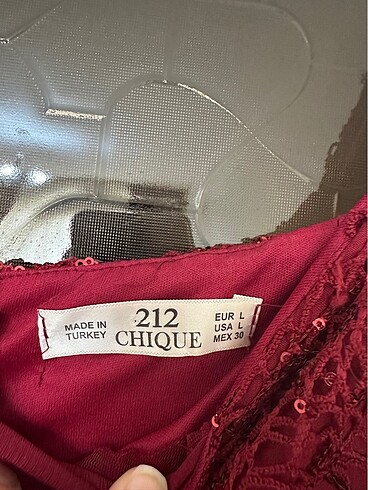 MADE IN
TURKEY
212
CHIQUE
EUR L
USA L
MEX 30